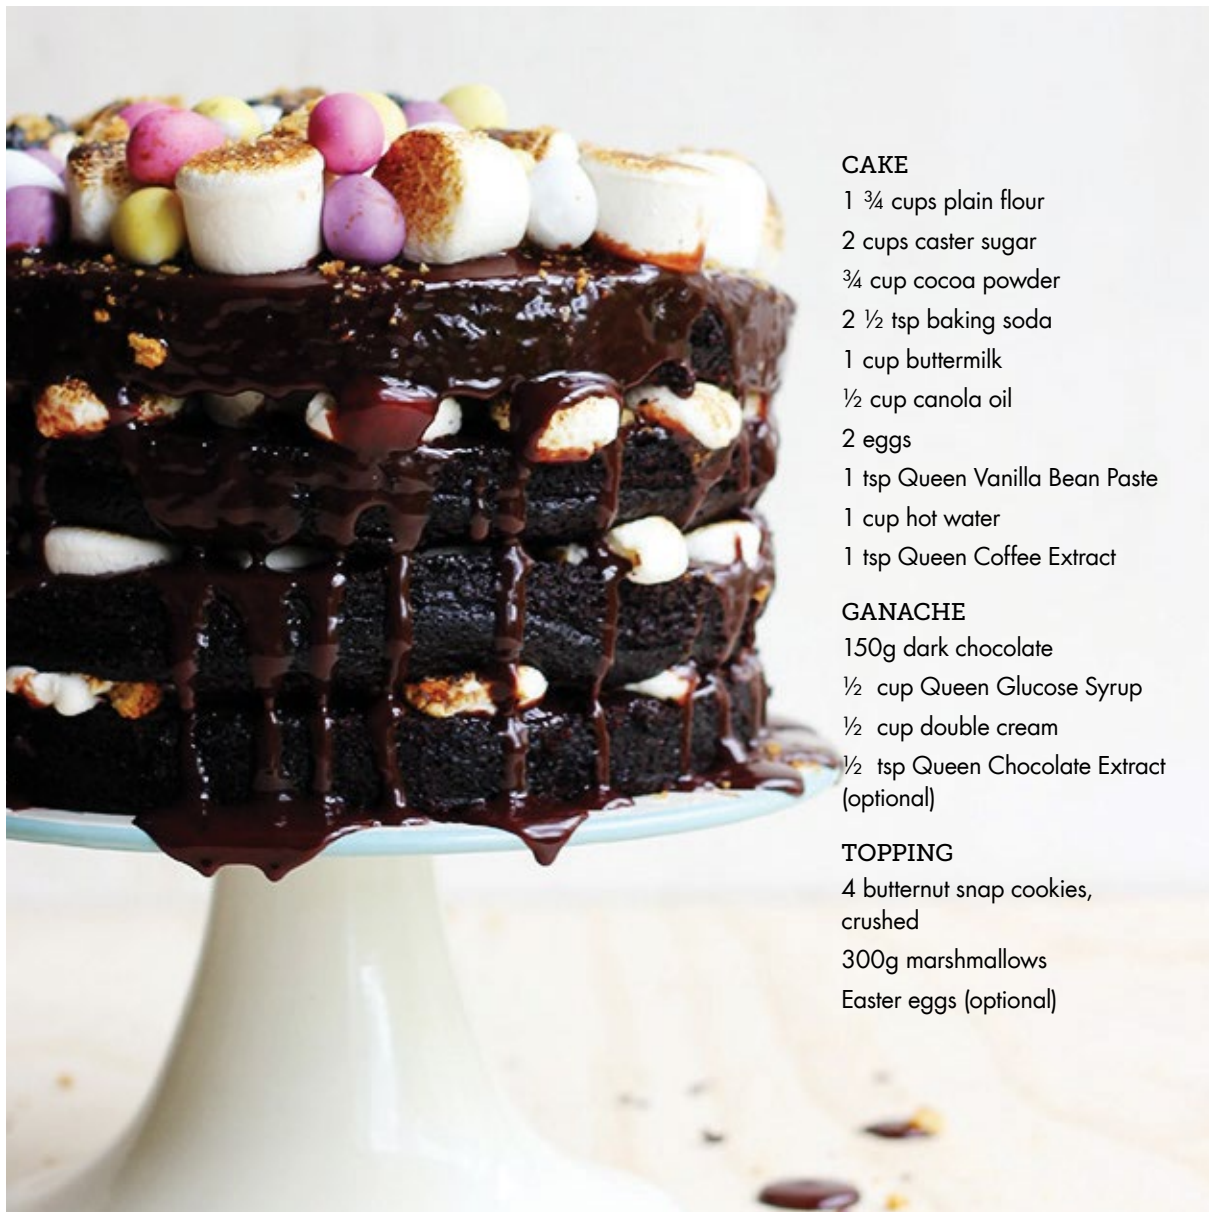 CAKE
1 ¾ cups plain flour
2 cups caster sugar
¾ cup cocoa powder
2 ½ tsp baking soda
1 cup buttermilk
½ cup canola oil
2 eggs
1 tsp Queen Vanilla Bean Paste
1 cup hot water
1 tsp Queen Coffee Extract
GANACHE
150g dark chocolate
½ cup Queen Glucose Syrup
½ cup double cream
½ tsp Queen Chocolate Extract
(optional)
TOPPING
4 butternut snap cookies,
crushed
300g marshmallows
Easter eggs (optional)